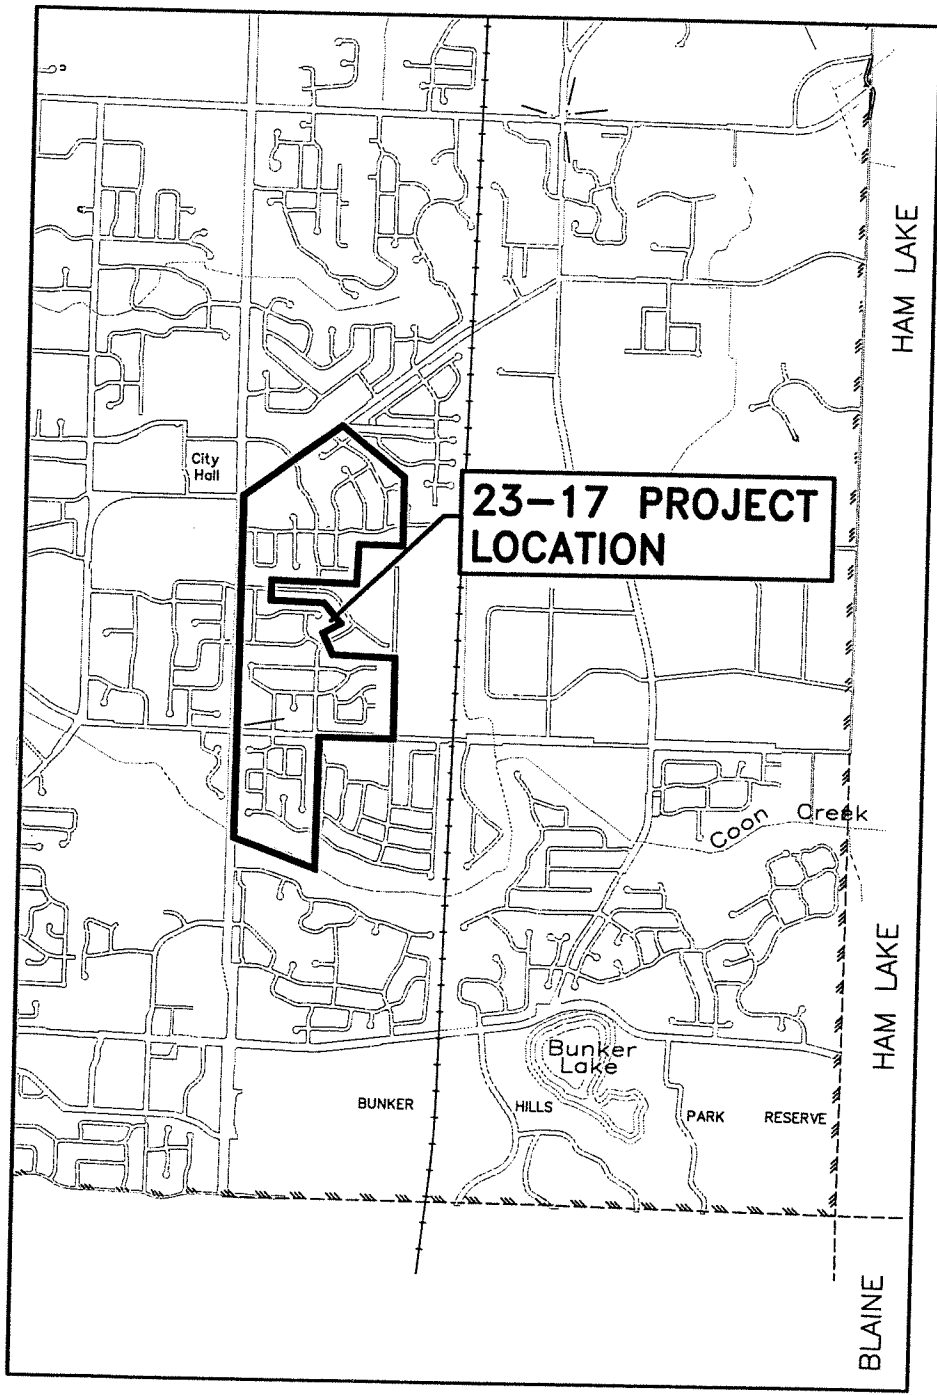 HAM LAKE
City
Hall
23-17 PROJECT
LOCATION
Coon Creek
HAM LAKE
Bunker
Lake
BUNKER HILLS PARK RESERVE
BLAINE